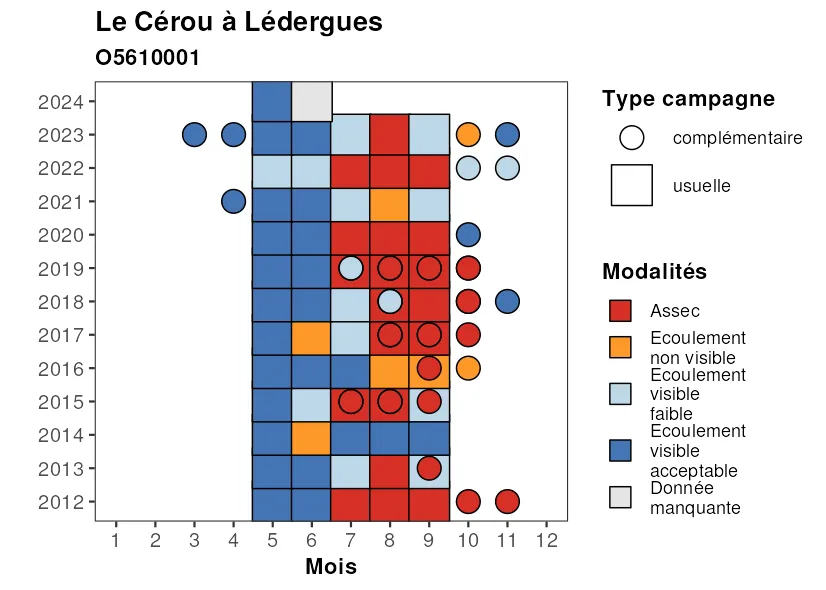 Le Cérou à Lédergues
O5610001
2024
2023
2022
2021
2020
2019
2018
2017
2016
2015
2014
2013
2012
1 2 3 4 5 6 7 8 9 10 11 12
Mois
Type campagne
complémentaire
usuelle
Modalités
Assec
Ecoulement
non visible
Ecoulement
visible
faible
Ecoulement
visible
acceptable
Donnée
manquante